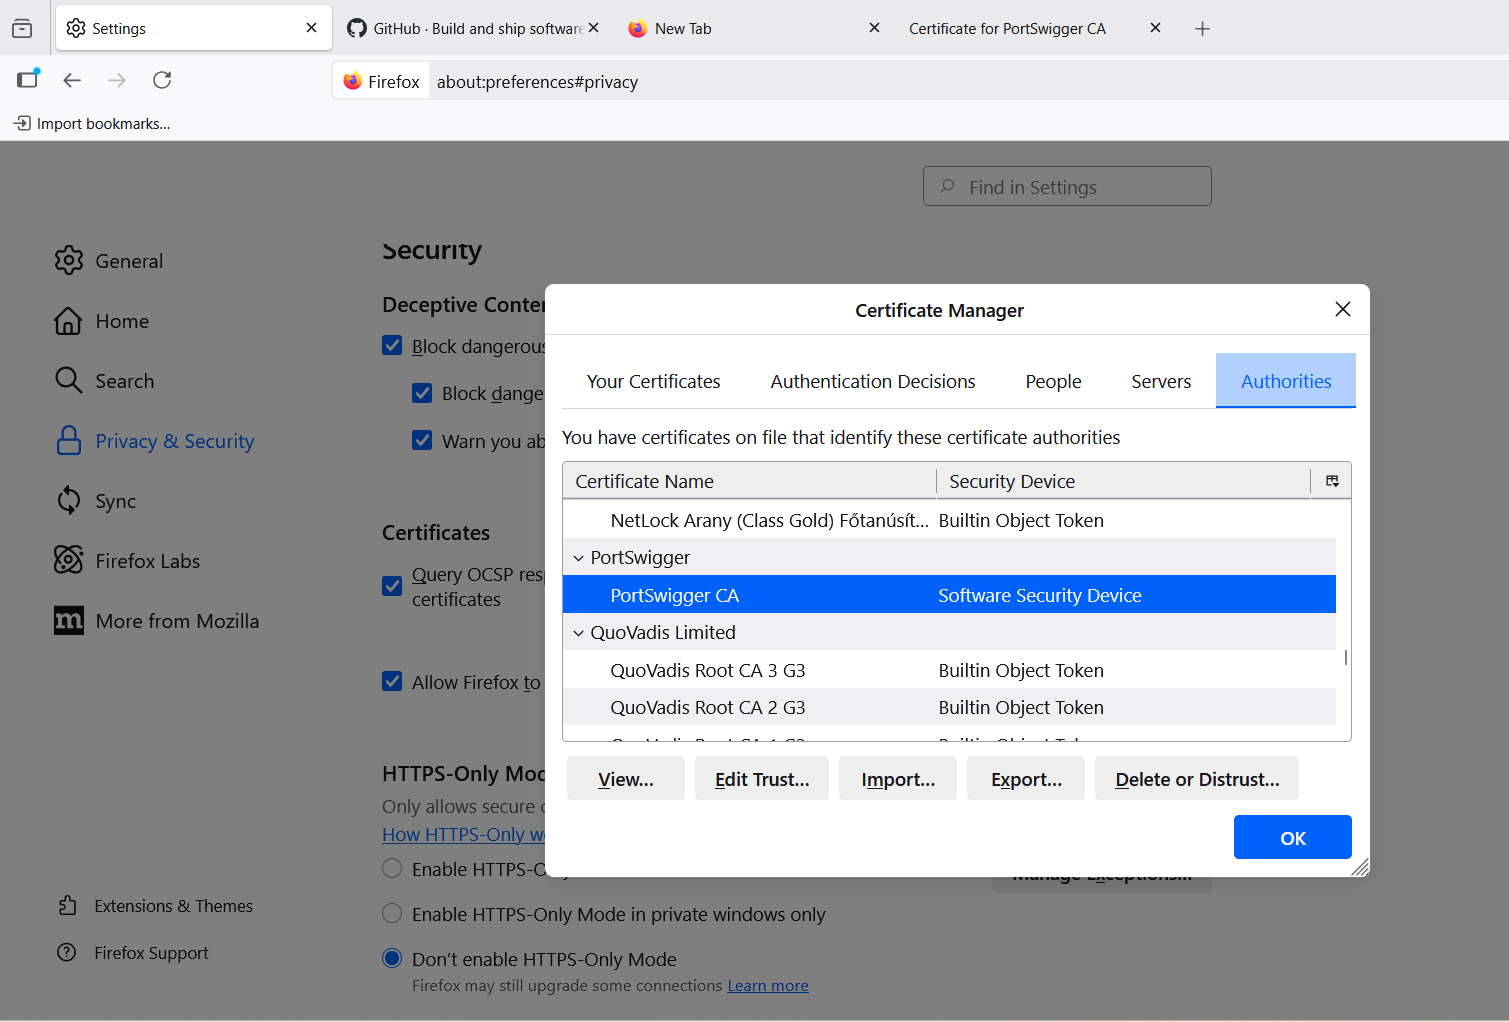 Settings
GitHub · Build and ship software
New Tab
Certificate for PortSwigger CA
Firefox
about:preferences#privacy
Import bookmarks...
Find in Settings
General
Home
Search
Privacy & Security
Sync
Firefox Labs
More from Mozilla
Extensions & Themes
Firefox Support
Security
Deceptive Conte
Block dangerous
Block dange
Warn you ab
Certificates
Query OCSP res
certificates
Allow Firefox to
HTTPS-Only Mo
Only allows secure
How HTTPS-Only w
Enable HTTPS-O
Enable HTTPS-Only Mode in private windows only
Don't enable HTTPS-Only Mode
Firefox may still upgrade some connections Learn more
Manage Exceptions...
Certificate Manager
Your Certificates
Authentication Decisions
People
Servers
Authorities
You have certificates on file that identify these certificate authorities
Certificate Name Security Device
NetLock Arany (Class Gold) Főtanúsít... Builtin Object Token
PortSwigger
PortSwigger CA Software Security Device
QuoVadis Limited
QuoVadis Root CA 3 G3 Builtin Object Token
QuoVadis Root CA 2 G3 Builtin Object Token
View...
Edit Trust...
Import...
Export...
Delete or Distrust...
OK